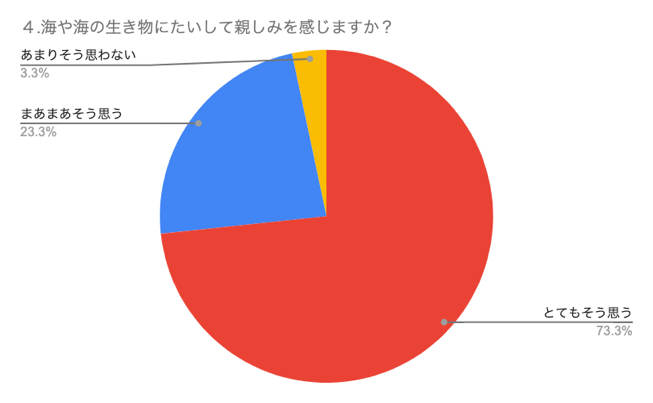 ４.海や海の生き物にたいして親しみを感じますか？
あまりそう思わない
3.3%
まあまあそう思う
23.3%
とてもそう思う
73.3%